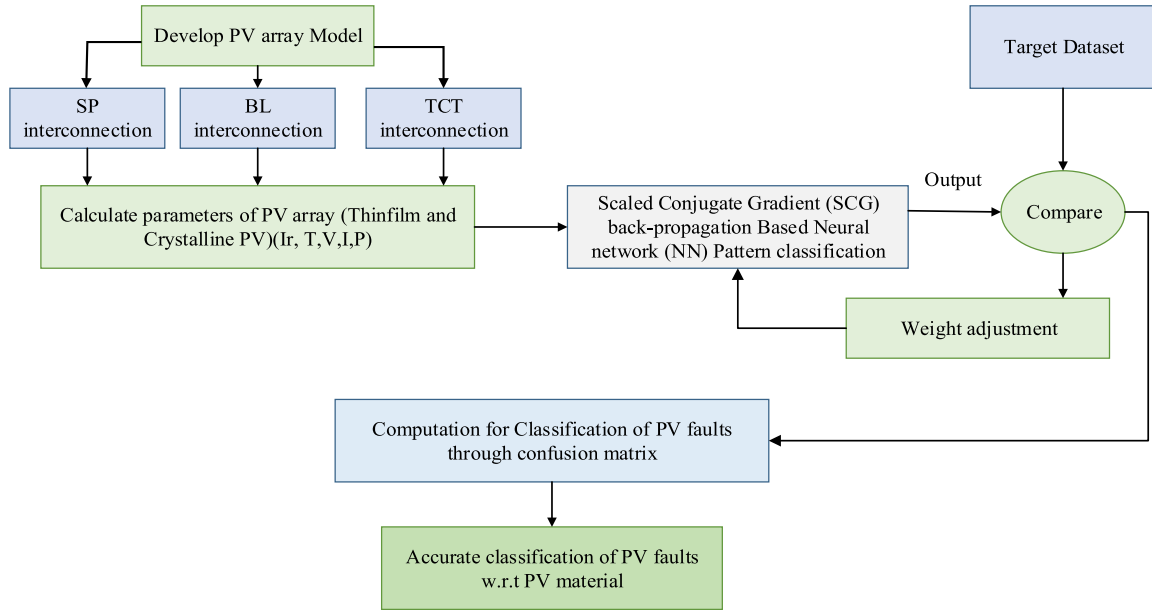 Develop PV array Model
Target Dataset
SP
interconnection
BL
interconnection
TCT
interconnection
Calculate parameters of PV array (Thinfilm and
Crystalline PV)(Ir, T,V,I,P)
Scaled Conjugate Gradient (SCG)
back-propagation Based Neural
network (NN) Pattern classification
Output
Compare
Weight adjustment
Computation for Classification of PV faults
through confusion matrix
Accurate classification of PV faults
w.r.t PV material